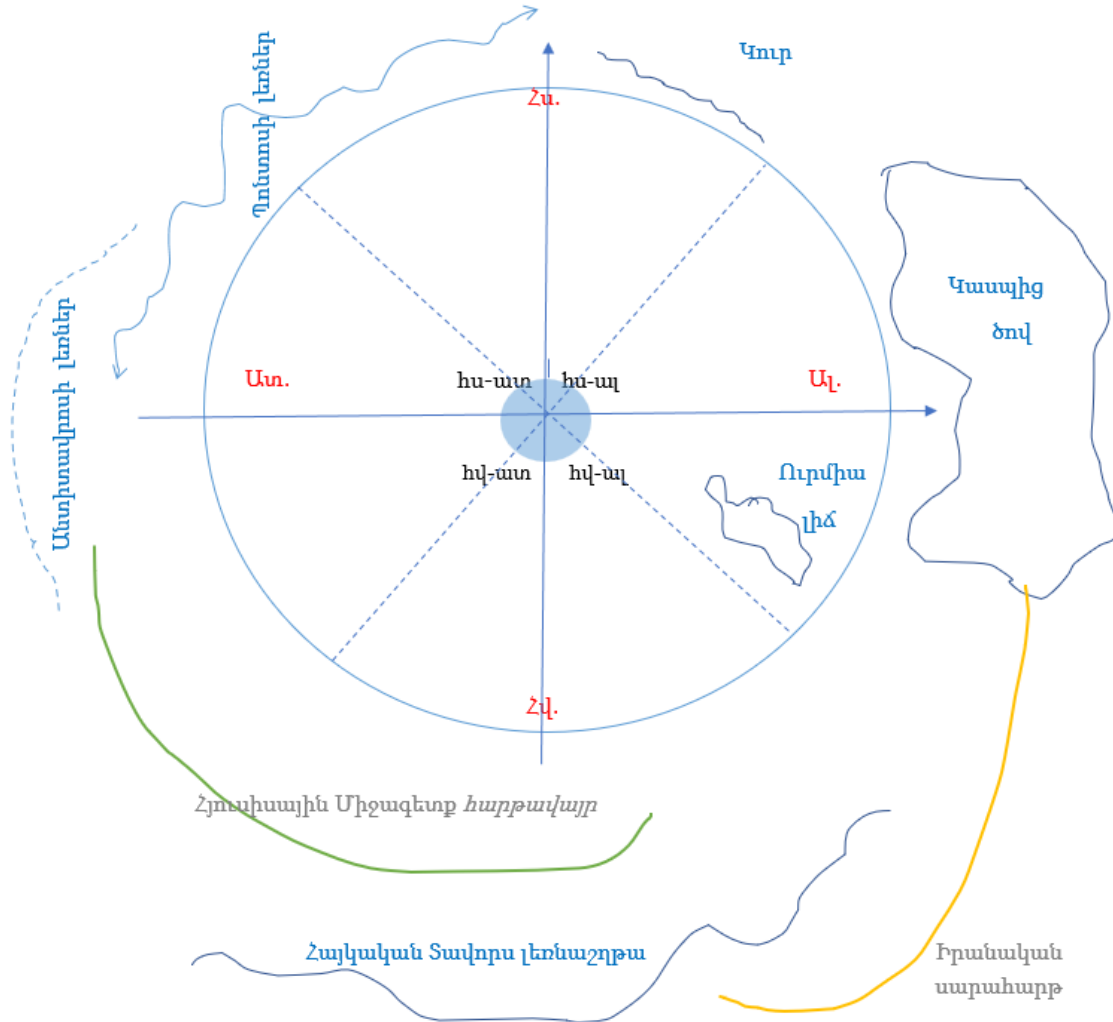 Կուր
Պոնտոսի լեռներ
Հս.
Կասպից
ծով
Անտիտավրոսի լեռներ
Ատ.
հս-ատ
հս-ալ
Ալ.
հվ-ատ
հվ-ալ
Ուրմիա
լիճ
Հվ.
Հյուսիսային Միջագետք հարթավայր
Հայկական Տավորս լեռնաշղթա
Իրանական
սարահարթ